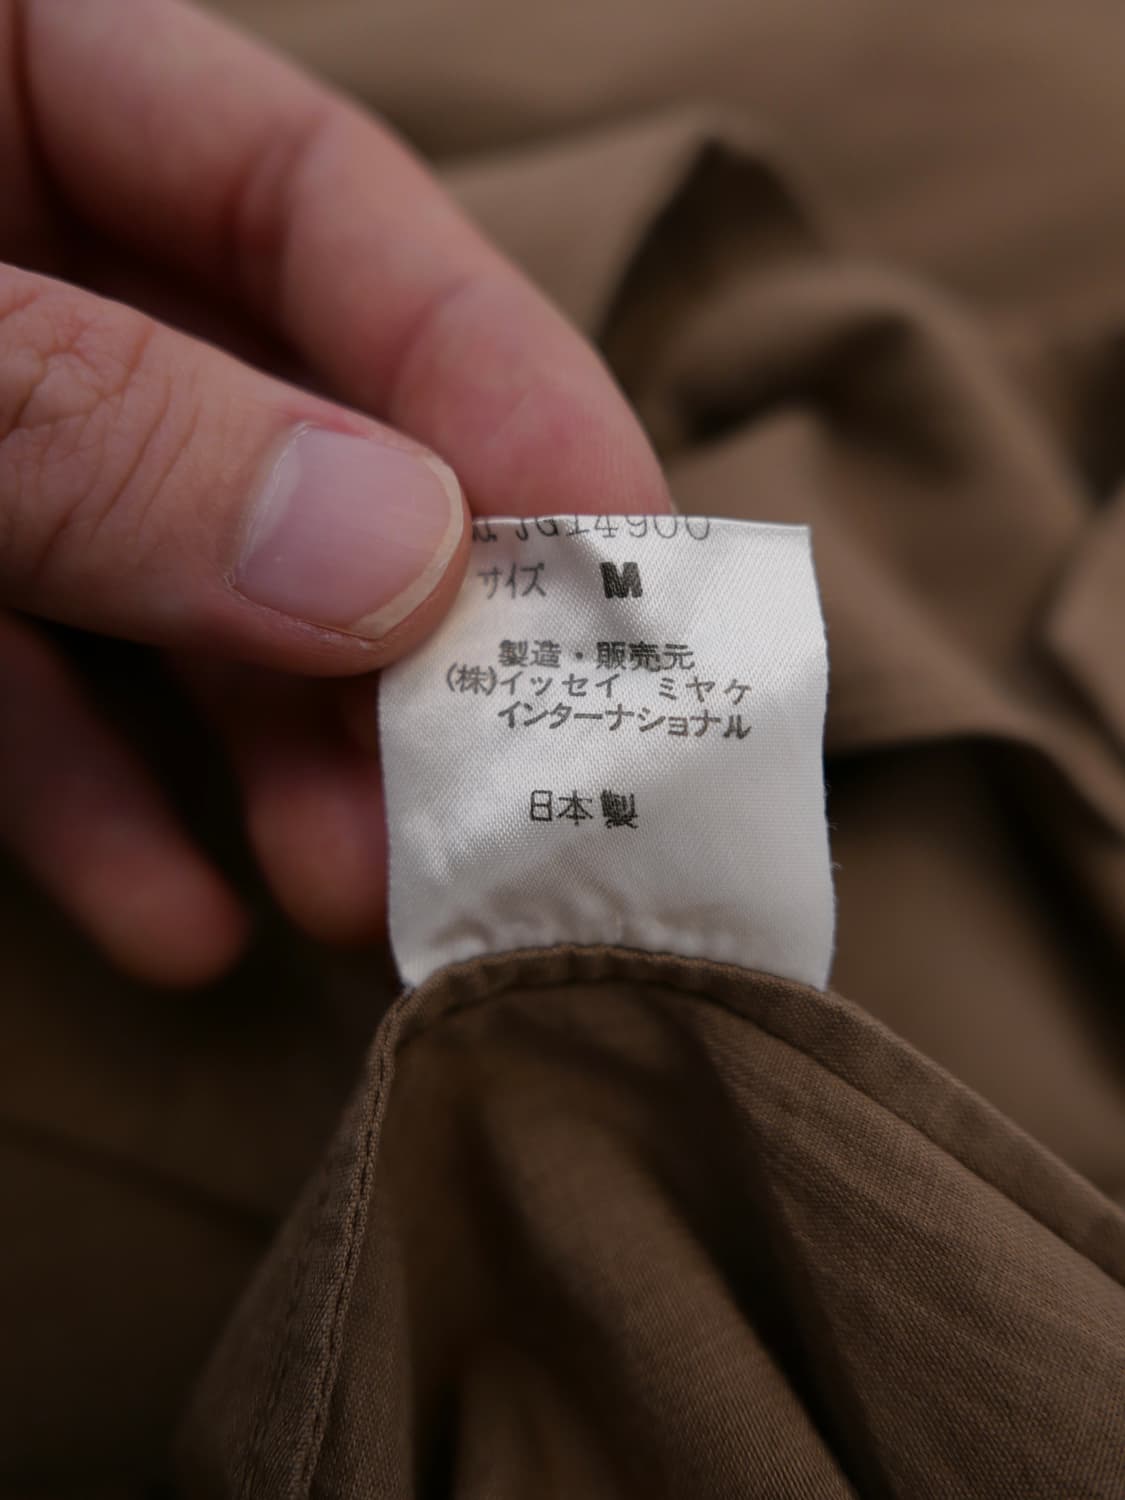 JG14900
サイズ M
製造・販売元
(株)イッセイ ミヤケ
インターナショナル
日本製